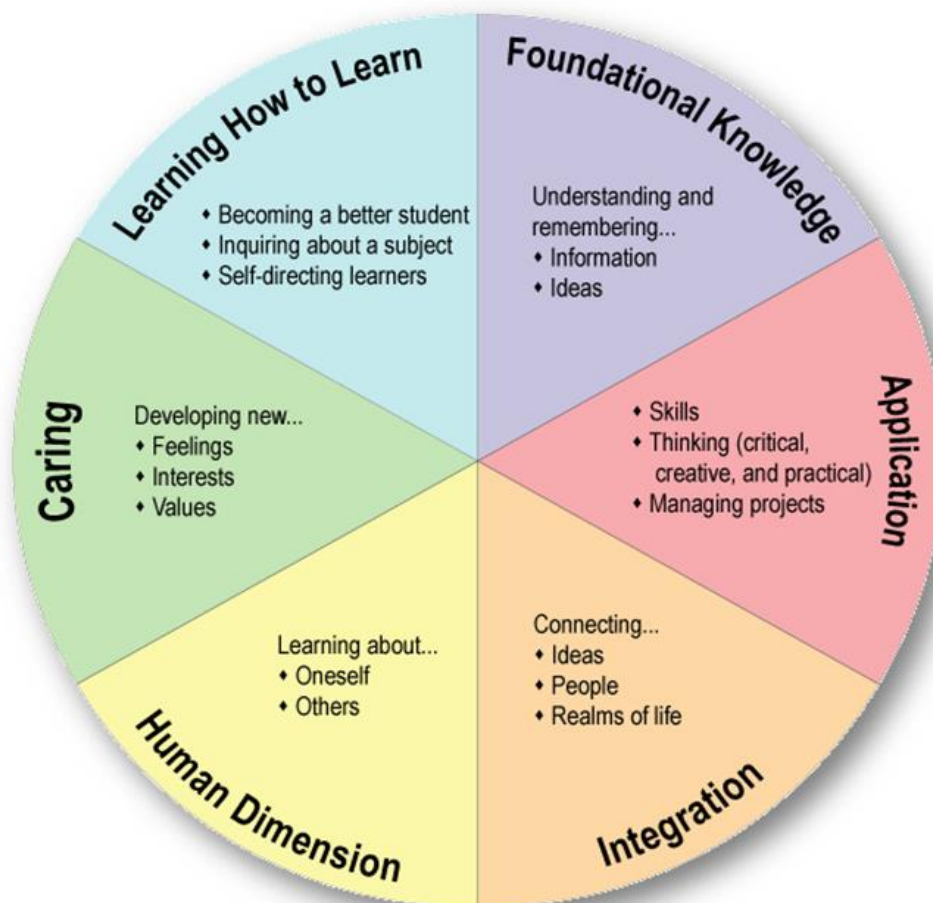 Learning How to Learn
♦ Becoming a better student
♦ Inquiring about a subject
♦ Self-directing learners
Foundational Knowledge
Understanding and
remembering...
♦ Information
♦ Ideas
Application
♦ Skills
♦ Thinking (critical,
creative, and practical)
♦ Managing projects
Integration
Connecting...
♦ Ideas
♦ People
♦ Realms of life
Human Dimension
Learning about...
♦ Oneself
♦ Others
Caring
Developing new...
♦ Feelings
♦ Interests
♦ Values